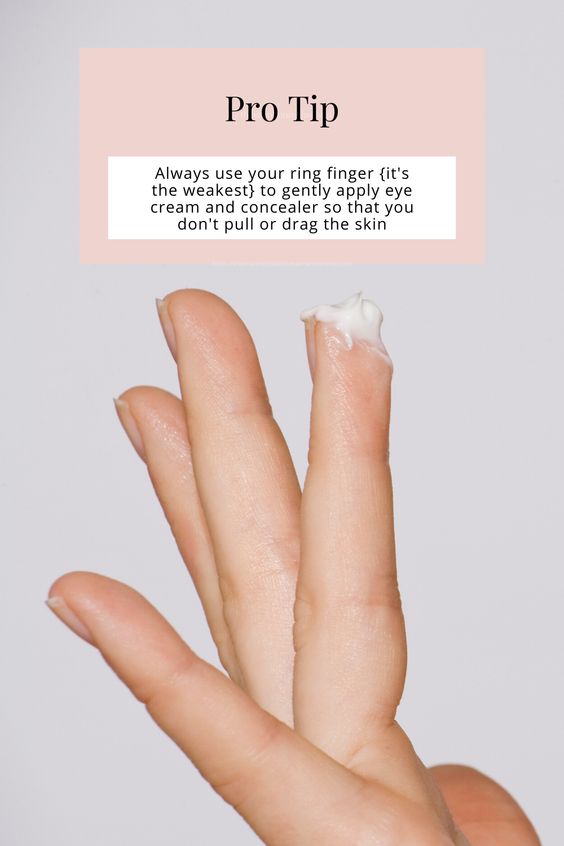 Pro Tip
Always use your ring finger {it's
the weakest} to gently apply eye
cream and concealer so that you
don't pull or drag the skin